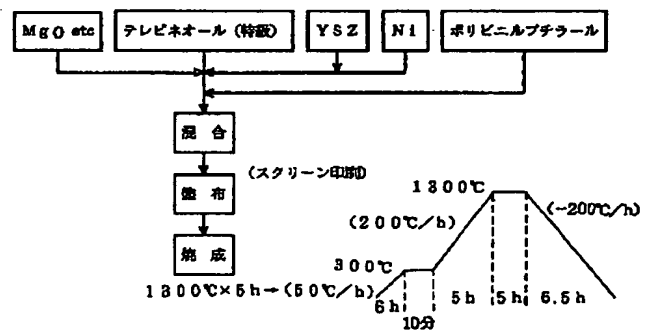 MgO etc
テレビネオール (特級)
YSZ
Ni
ポリビニルブチラール
混 合
(スクリーン印刷)
塗 布
焼 成
1300℃×5h→(50℃/h)
300℃
(200℃/h)
1300℃
(-200℃/h)
6h
10分
5h
5h
6.5h